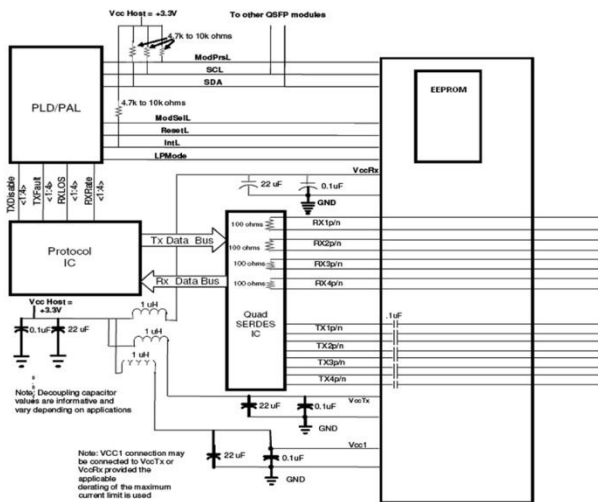 Vcc Host = +3.3V
To other QSFP modules
4.7k to 10k ohms
ModPrsL
SCL
SDA
4.7k to 10k ohms
PLD/PAL
EEPROM
ModSelL
ResetL
IntL
LPMode
TXDisable
<1:4>
TXFault
<1:4>
RXLOS
<1:4>
RXRate
<1:4>
VccRx
22 uF
0.1uF
GND
Protocol
IC
Tx Data Bus
Rx Data Bus
100 ohms
RX1p/n
100 ohms
RX2p/n
100 ohms
RX3p/n
100 ohms
RX4p/n
Quad
SERDES
IC
Vcc Host =
+3.3V
0.1uF
22 uF
1 uH
1 uH
1 uH
.1uF
TX1p/n
TX2p/n
TX3p/n
TX4p/n
Note: Decoupling capacitor
values are informative and
vary depending on applications
VccTx
22 uF
0.1uF
GND
Vcc1
22 uF
0.1uF
GND
Note: VCC1 connection may
be connected to VccTx or
VccRx provided the
applicable
derating of the maximum
current limit is used